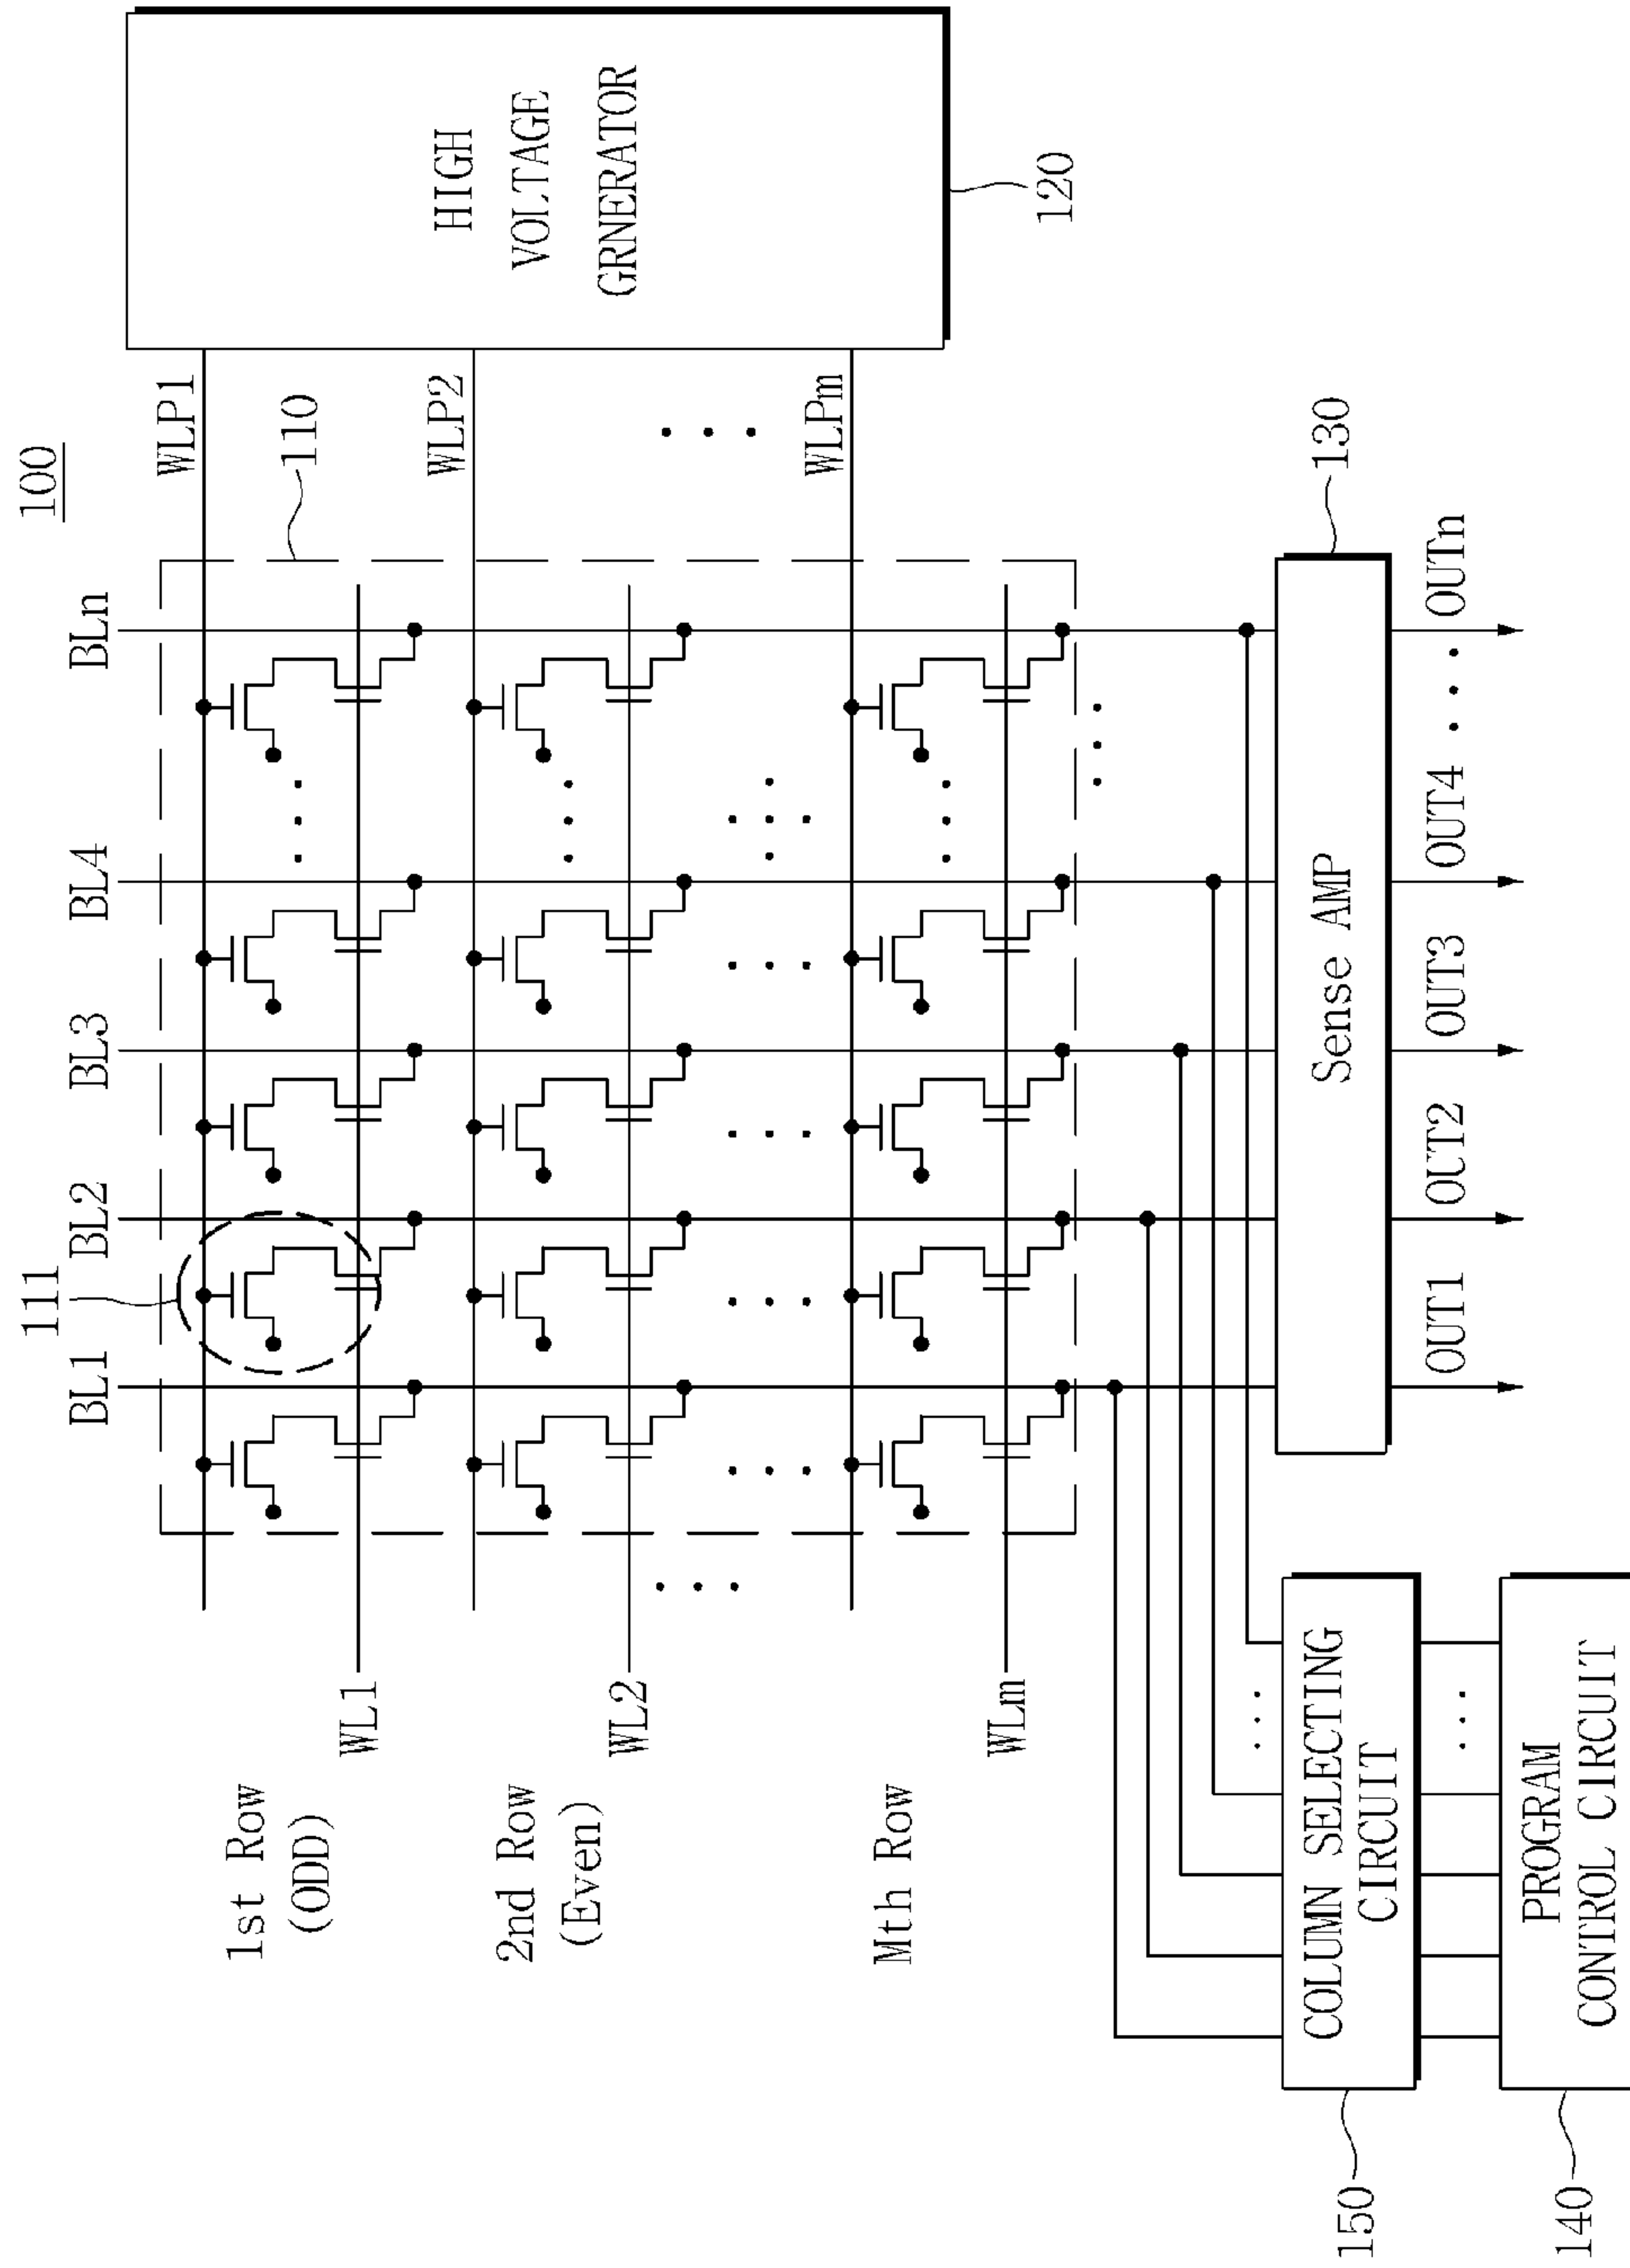 100
BL1
111
BL2
BL3
BL4
BLn
WLP1
110
1st Row
(ODD)
WL1
HIGH
VOLTAGE
GRNERATOR
120
WLP2
2nd Row
(Even)
WL2
WLPm
Mth Row
WLm
Sense AMP
130
OUT1
OUT2
OUT3
OUT4
OUTn
150
COLUMN SELECTING
CIRCUIT
140
PROGRAM
CONTROL CIRCUIT